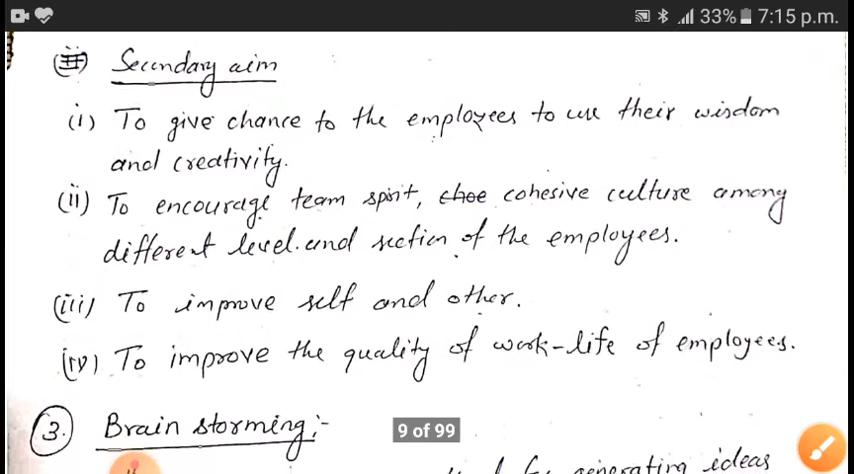 33% 7:15 p.m.
(ii) Secondary aim
(i) To give chance to the employees to use their wisdom
and creativity.
(ii) To encourage team spirit, choe cohesive culture among
different level and section of the employees.
(iii) To improve self and other.
(iv) To improve the quality of work-life of employees.
3. Brain storming:-
9 of 99
generating ideas